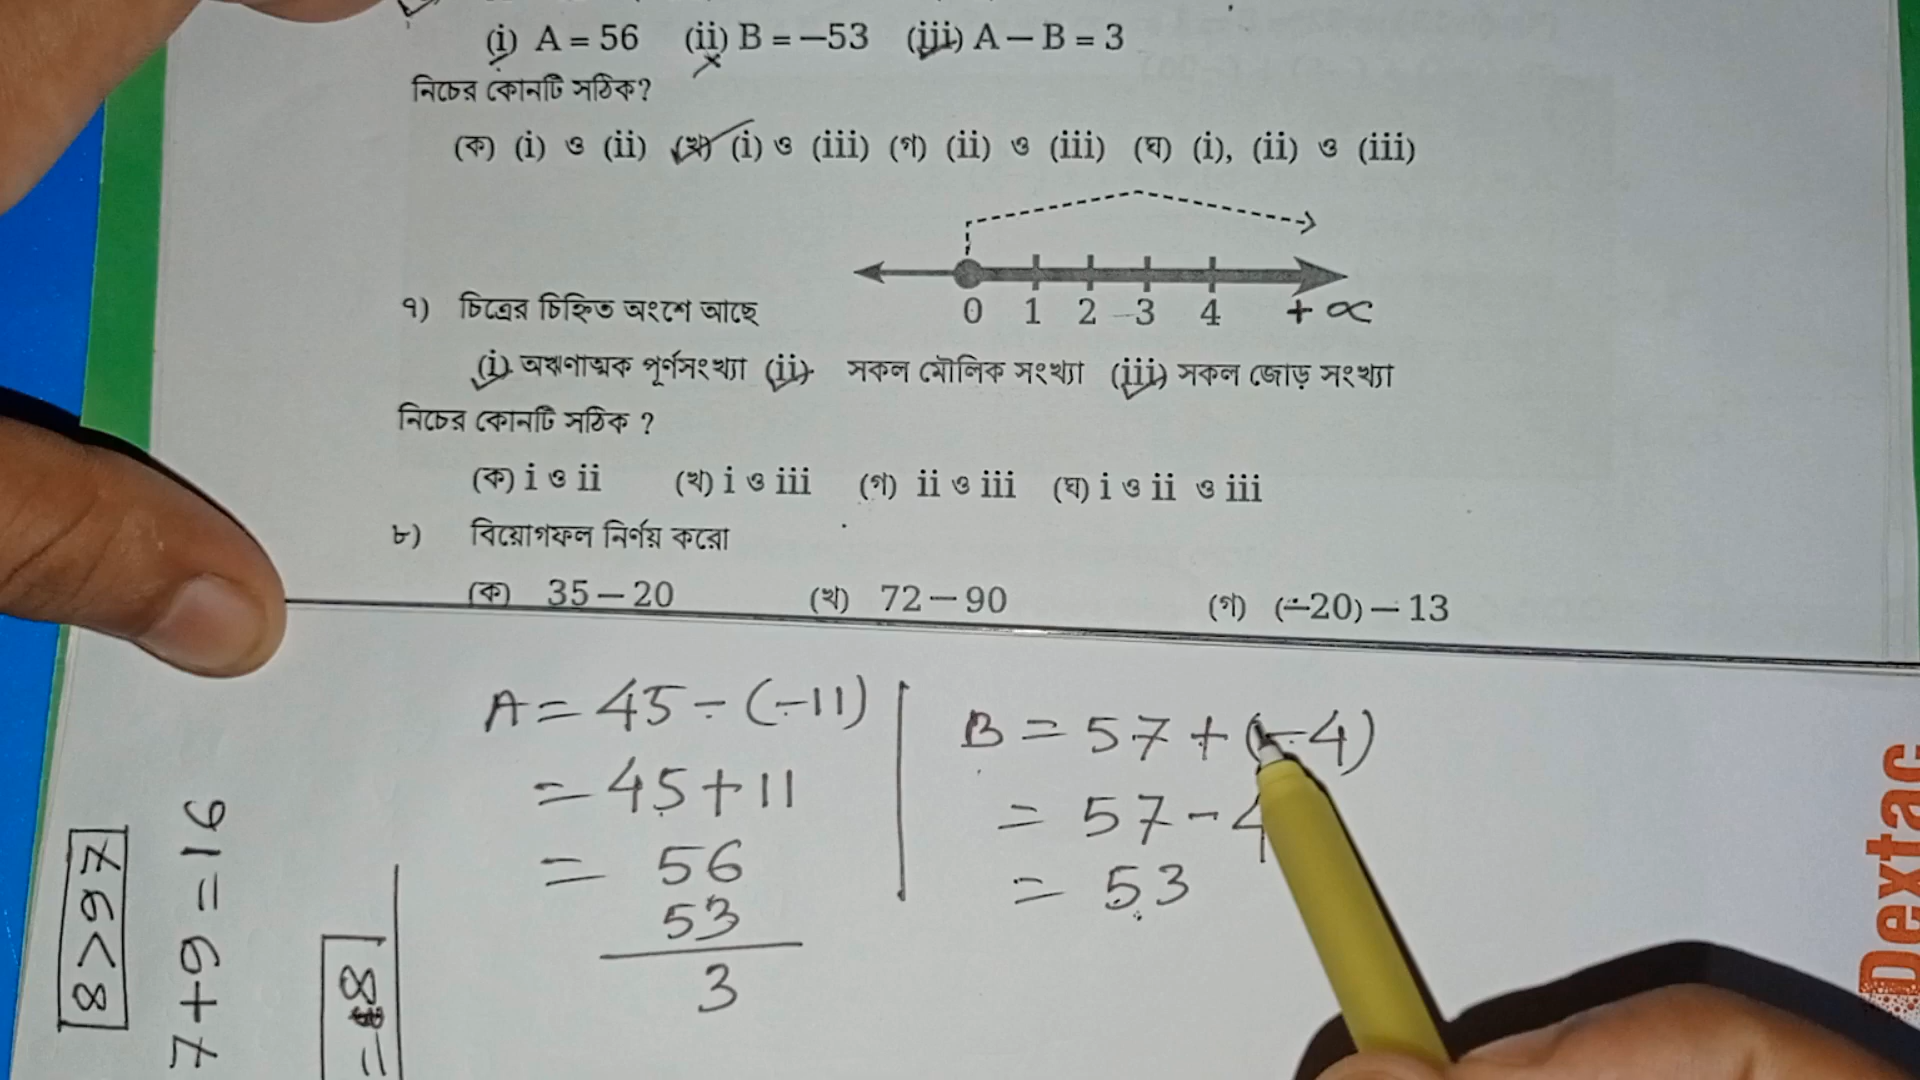 (i) A = 56 (ii) B = −53 (iii) A − B = 3
নিচের কোনটি সঠিক?
(ক) (i) ও (ii) (খ) (i) ও (iii) (গ) (ii) ও (iii) (ঘ) (i), (ii) ও (iii)
0 1 2 3 4 + ∝
৭) চিত্রের চিহ্নিত অংশে আছে
(i) অঋণাত্মক পূর্ণসংখ্যা (ii) সকল মৌলিক সংখ্যা (iii) সকল জোড় সংখ্যা
নিচের কোনটি সঠিক ?
(ক) i ও ii (খ) i ও iii (গ) ii ও iii (ঘ) i ও ii ও iii
৮) বিয়োগফল নির্ণয় করো
(ক) 35 − 20 (খ) 72 − 90 (গ) (−20) − 13
A = 45 - (-11)
= 45 + 11
= 56
53
3
B = 57 + (-4)
= 57 - 4
= 53
8 > 67
7 + 9 = 16
Dextac